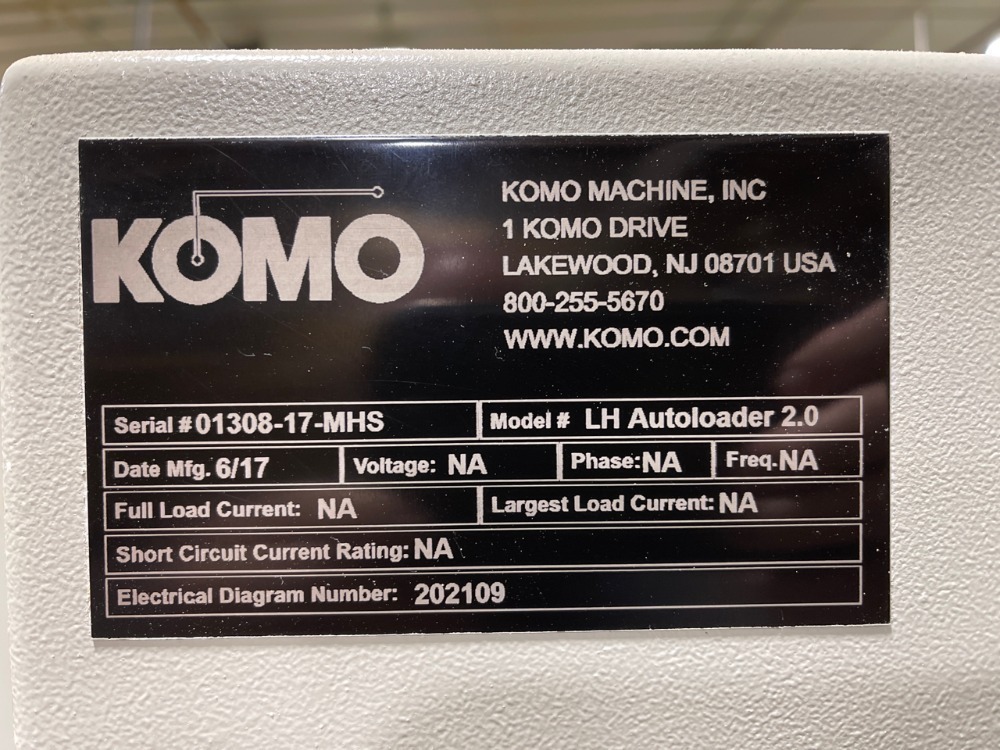 KOMO
KOMO MACHINE, INC
1 KOMO DRIVE
LAKEWOOD, NJ 08701 USA
800-255-5670
WWW.KOMO.COM
Serial # 01308-17-MHS Model # LH Autoloader 2.0
Date Mfg. 6/17 Voltage: NA Phase: NA Freq. NA
Full Load Current: NA Largest Load Current: NA
Short Circuit Current Rating: NA
Electrical Diagram Number: 202109